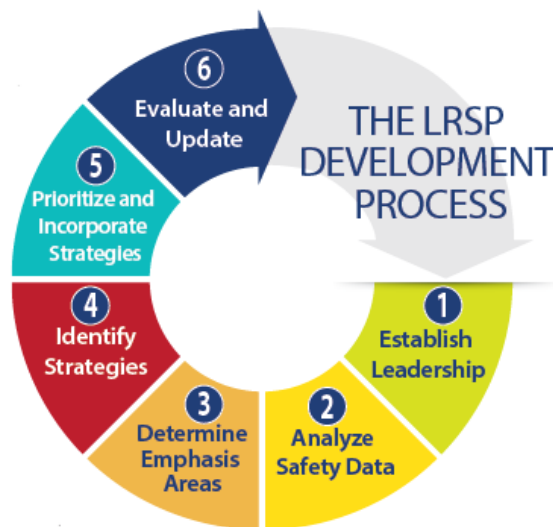 THE LRSP
DEVELOPMENT
PROCESS
1
Establish
Leadership
2
Analyze
Safety Data
3
Determine
Emphasis
Areas
4
Identify
Strategies
5
Prioritize and
Incorporate
Strategies
6
Evaluate and
Update